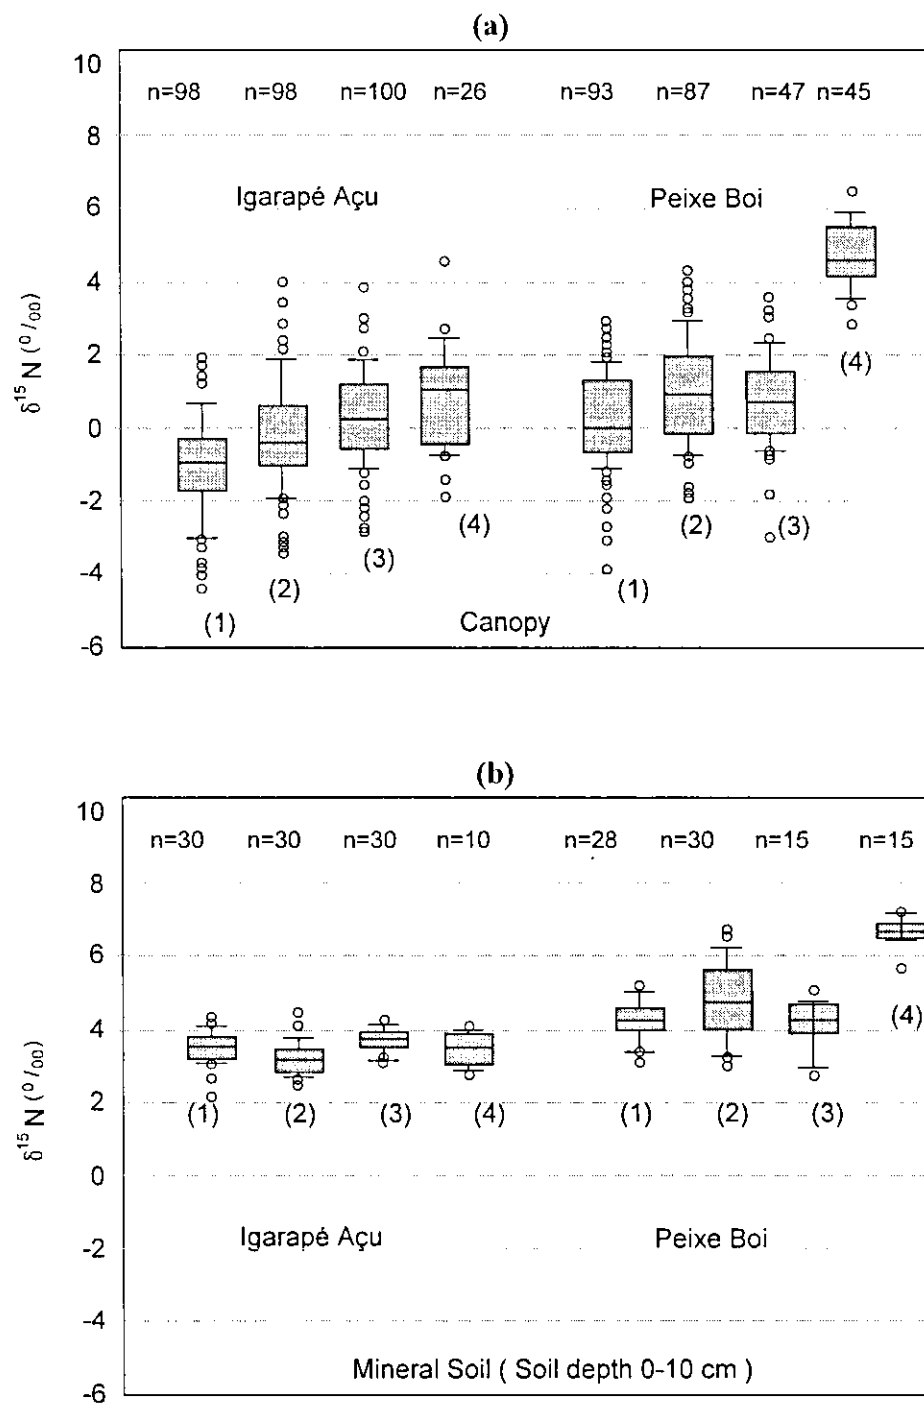 (a)
10
n=98 n=98 n=100 n=26 n=93 n=87 n=47 n=45
8
Igarapé Açu Peixe Boi
6
4
δ¹⁵ N (⁰/₀₀)
2
(4)
0
-2
(3) (4) (2) (3)
-4
(2) (1)
(1) Canopy
-6
(b)
10
n=30 n=30 n=30 n=10 n=28 n=30 n=15 n=15
8
6
(4)
4
δ¹⁵ N (⁰/₀₀)
2
(1) (2) (3) (4) (1) (2) (3)
0
Igarapé Açu Peixe Boi
-2
-4
Mineral Soil ( Soil depth 0-10 cm )
-6